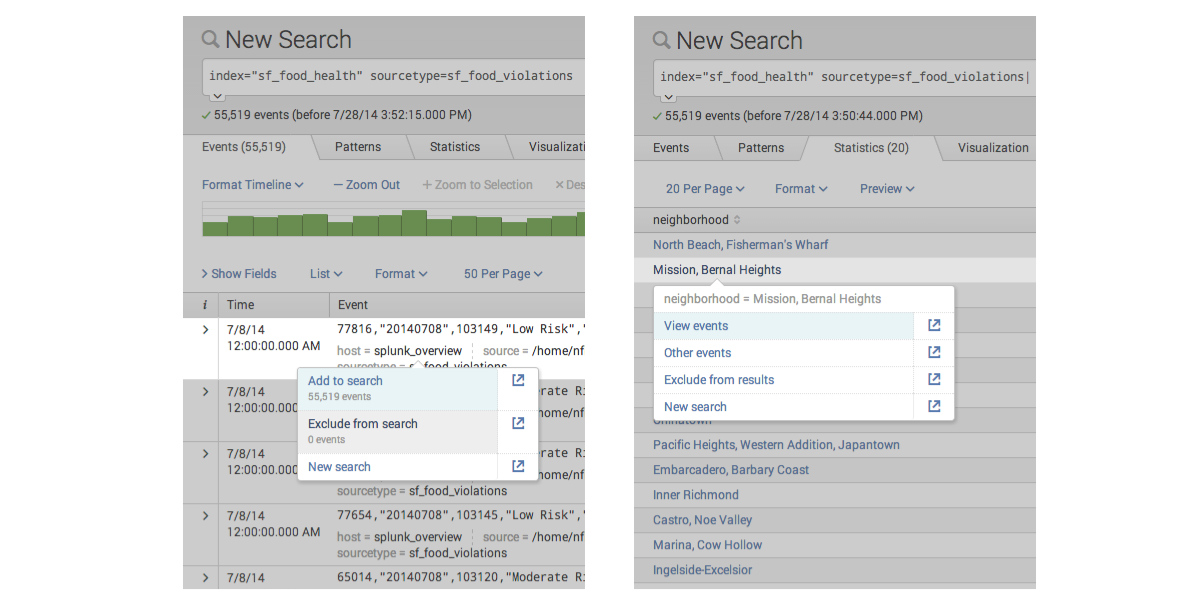 New Search
index="sf_food_health" sourcetype=sf_food_violations
55,519 events (before 7/28/14 3:52:15.000 PM)
Events (55,519) Patterns Statistics Visualizati
Format Timeline — Zoom Out + Zoom to Selection × Des
> Show Fields List Format 50 Per Page
i Time Event
> 7/8/14 77816,"20140708",103149,"Low Risk","
12:00:00.000 AM host = splunk_overview source = /home/nf
sourcetype = sf_food_violations
Add to search
55,519 events
Exclude from search
0 events
New search
> 7/8/14 rate Ri
12:00:00.000 home/nf
> 7/8/14 rate Ri
12:00:00.000 home/nf
sourcetype = sf_food_violations
> 7/8/14 77654,"20140708",103145,"Low Risk","
12:00:00.000 AM host = splunk_overview source = /home/nf
sourcetype = sf_food_violations
> 7/8/14 65014,"20140708",103120,"Moderate Ri
New Search
index="sf_food_health" sourcetype=sf_food_violations|
55,519 events (before 7/28/14 3:50:44.000 PM)
Events Patterns Statistics (20) Visualization
20 Per Page Format Preview
neighborhood
North Beach, Fisherman's Wharf
Mission, Bernal Heights
neighborhood = Mission, Bernal Heights
View events
Other events
Exclude from results
New search
Chinatown
Pacific Heights, Western Addition, Japantown
Embarcadero, Barbary Coast
Inner Richmond
Castro, Noe Valley
Marina, Cow Hollow
Ingelside-Excelsior